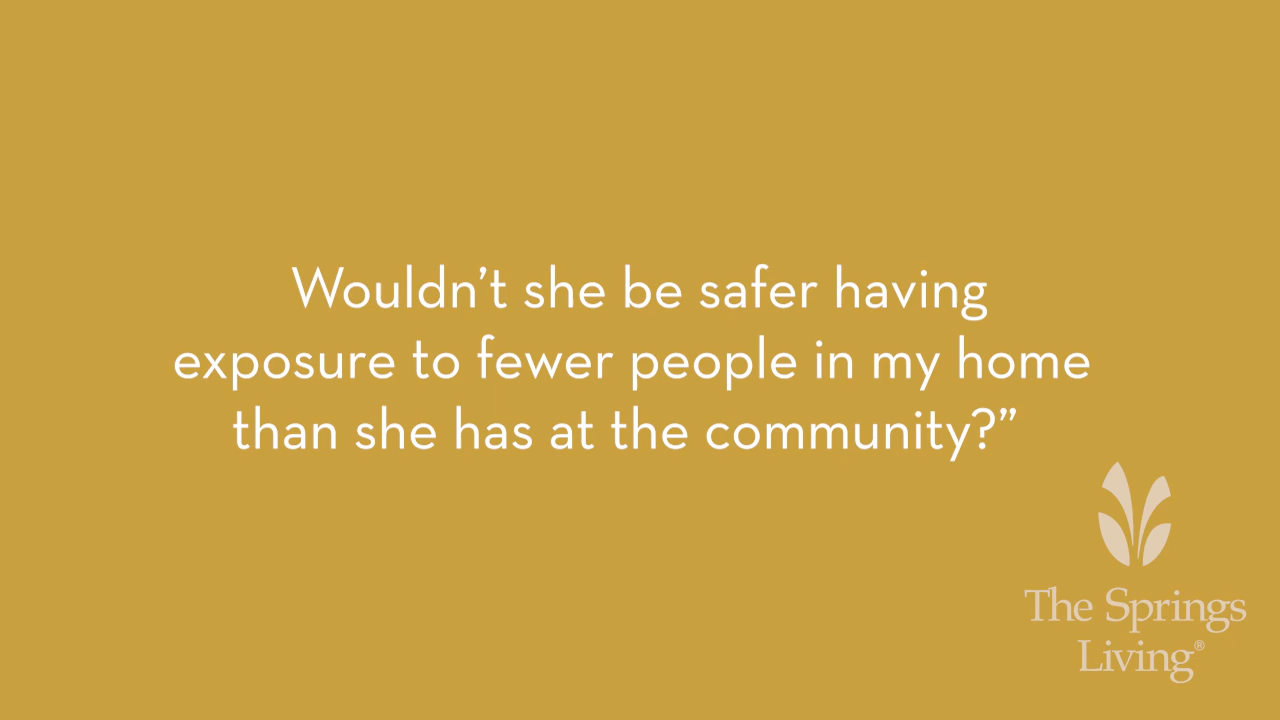 Wouldn’t she be safer having
exposure to fewer people in my home
than she has at the community?”
The Springs
Living®